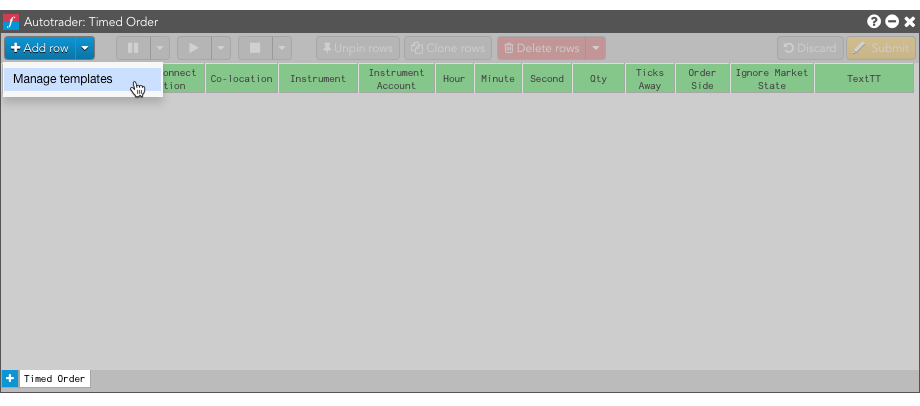 Autotrader: Timed Order
+ Add row
Unpin rows
Clone rows
Delete rows
Discard
Submit
Manage templates
onnect
tion
Co-location
Instrument
Instrument
Account
Hour
Minute
Second
Qty
Ticks
Away
Order
Side
Ignore Market
State
TextTT
+ Timed Order